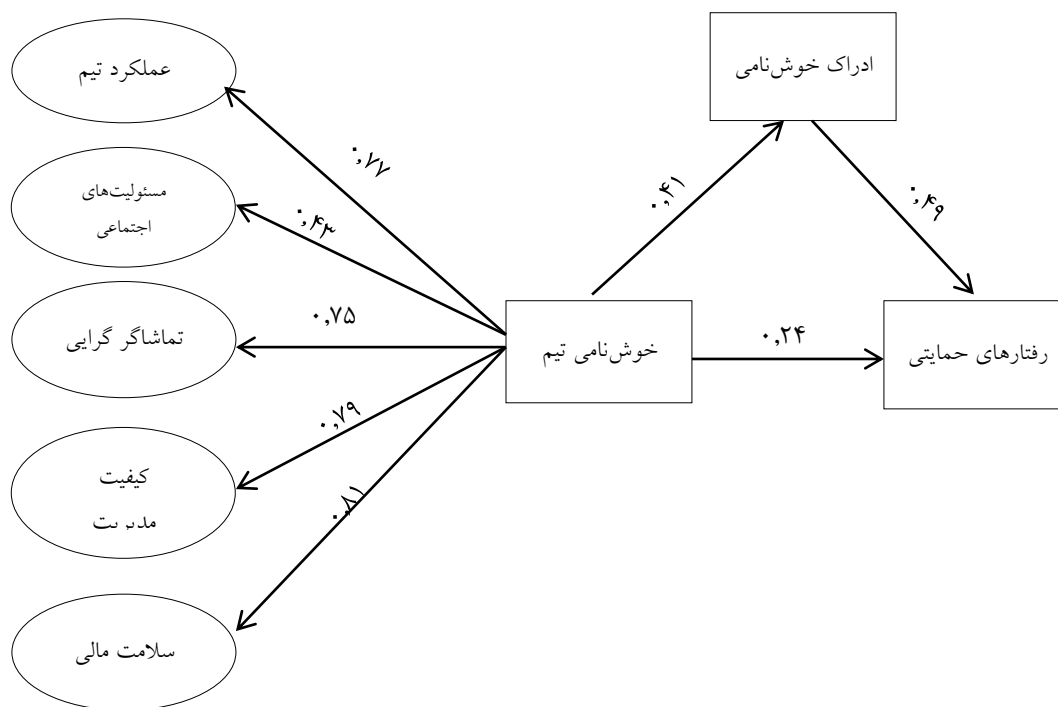 عملکرد تیم
ادراک خوش‌نامی
۰,۷۷
مسئولیت‌های
اجتماعی
۰,۴۱
۰,۴۹
۰,۴۳
تماشاگر گرایی
۰,۷۵
خوش‌نامی تیم
۰,۲۴
رفتارهای حمایتی
۰,۷۹
کیفیت
مدیریت
۰,۸۱
سلامت مالی